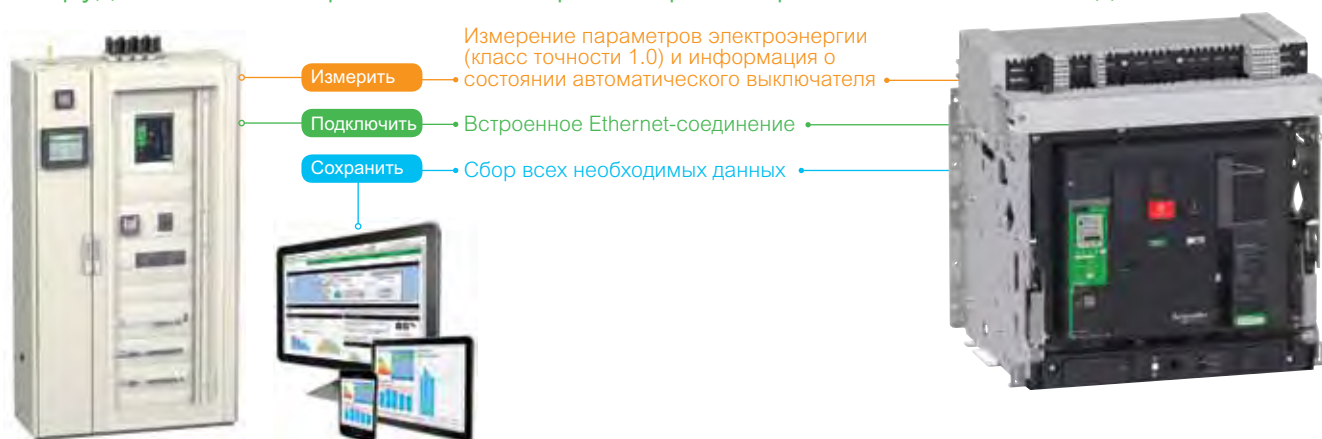 Измерение параметров электроэнергии
Измерить
(класс точности 1.0) и информация о
состоянии автоматического выключателя
Подключить
Встроенное Ethernet-соединение
Сохранить
Сбор всех необходимых данных